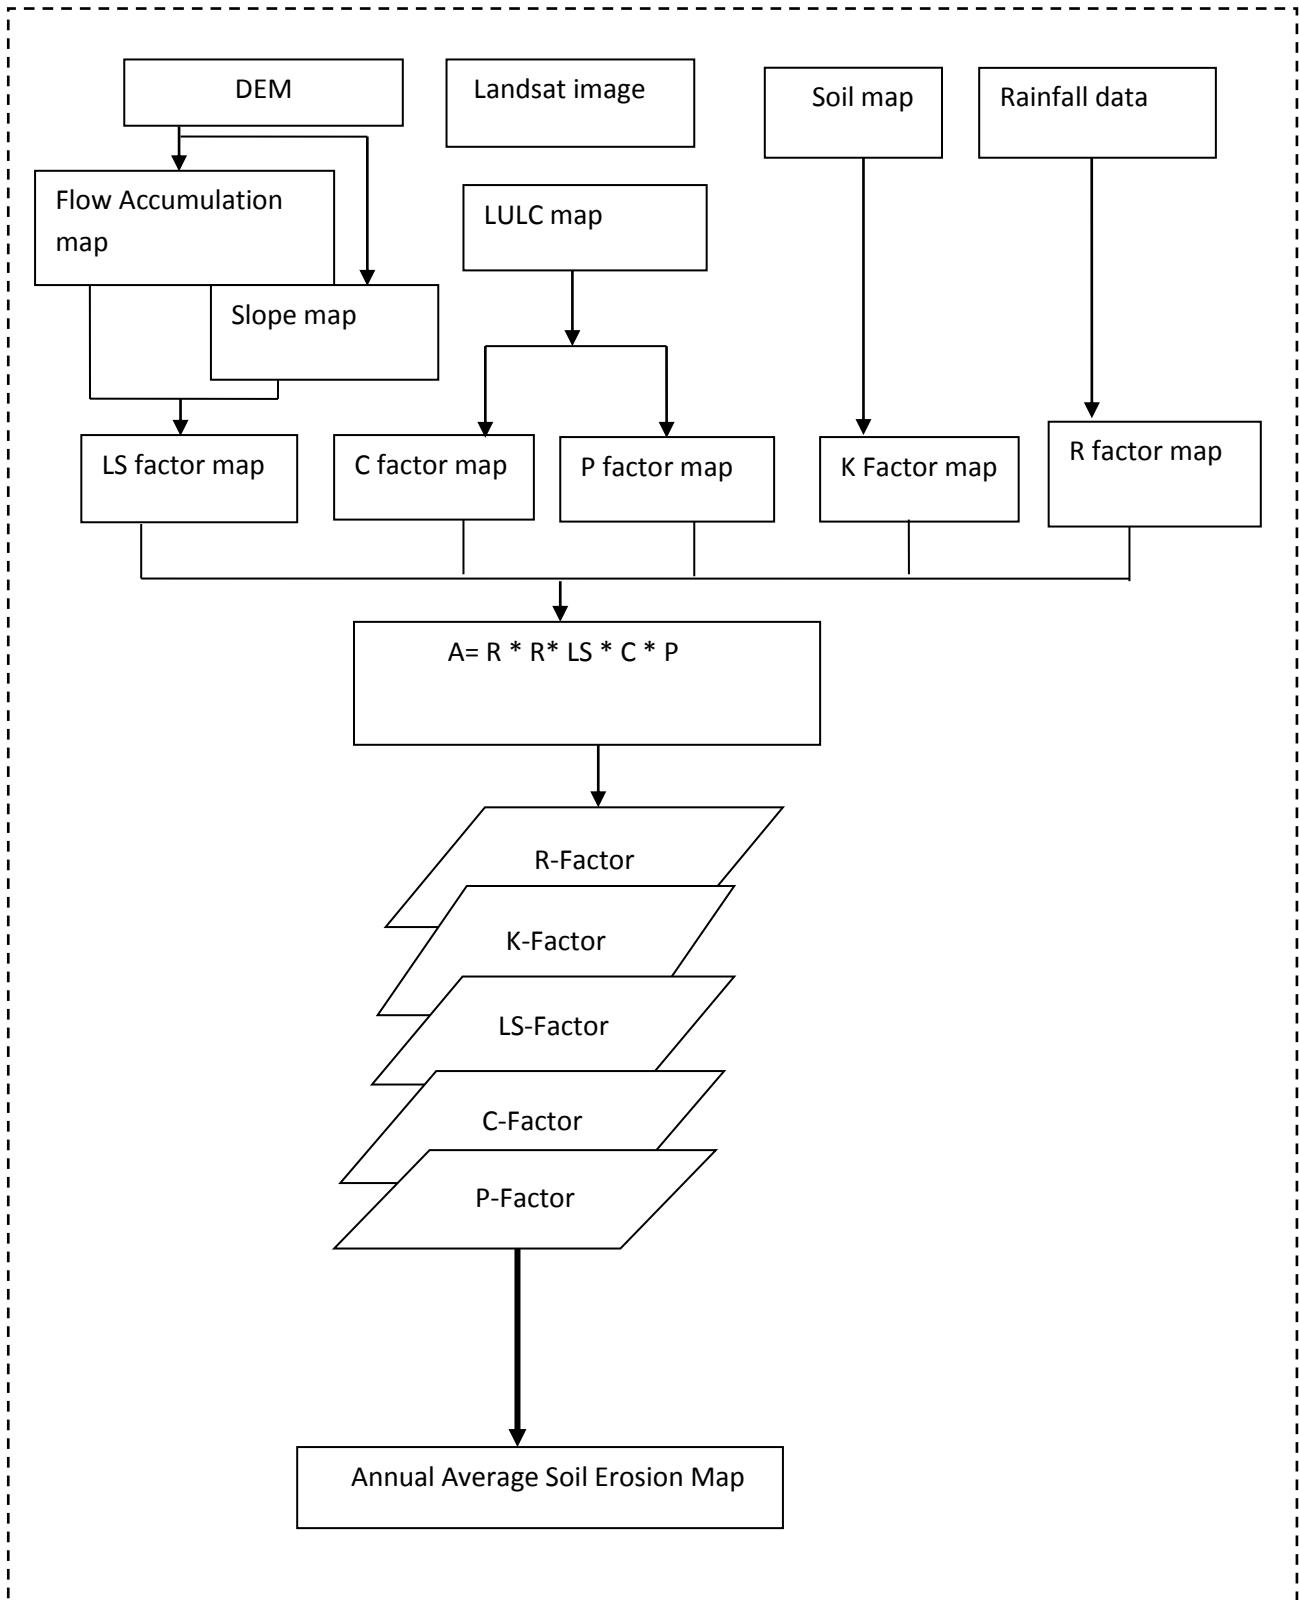 DEM
Landsat image
Soil map
Rainfall data
Flow Accumulation
map
LULC map
Slope map
LS factor map
C factor map
P factor map
K Factor map
R factor map
A= R * R* LS * C * P
R-Factor
K-Factor
LS-Factor
C-Factor
P-Factor
Annual Average Soil Erosion Map